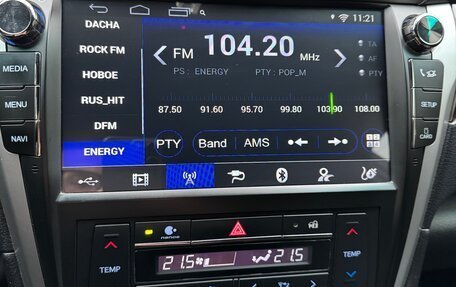 11:21
DACHA
ROCK FM
НОВОЕ
RUS_HIT
DFM
ENERGY
FM 104.20 MHz
PS : ENERGY PTY : POP_M
TA
AF
PTY
87.50 91.60 95.70 99.80 103.90 108.00
PTY Band AMS
MEDIA
MENU
NAVI
SETUP
CARD
nanoe
TEMP
21.5 21.5
TEMP